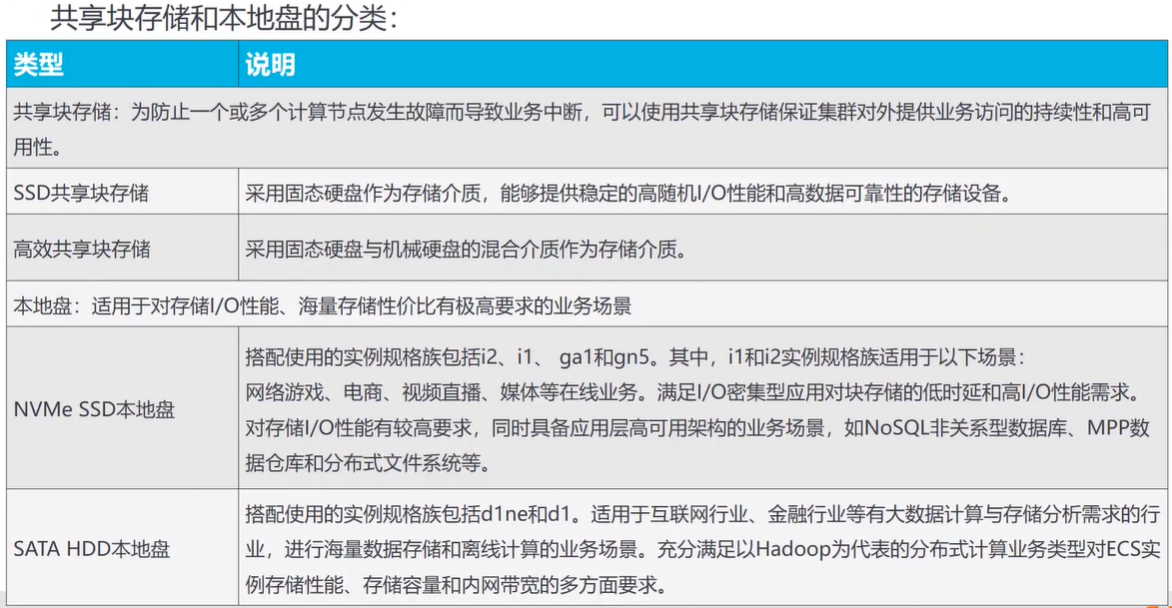 共享块存储和本地盘的分类：
类型
说明
共享块存储：为防止一个或多个计算节点发生故障而导致业务中断，可以使用共享块存储保证集群对外提供业务访问的持续性和高可
用性。
SSD共享块存储
采用固态硬盘作为存储介质，能够提供稳定的高随机I/O性能和高数据可靠性的存储设备。
高效共享块存储
采用固态硬盘与机械硬盘的混合介质作为存储介质。
本地盘：适用于对存储I/O性能、海量存储性价比有极高要求的业务场景
NVMe SSD本地盘
搭配使用的实例规格族包括i2、i1、 ga1和gn5。其中，i1和i2实例规格族适用于以下场景：
网络游戏、电商、视频直播、媒体等在线业务。满足I/O密集型应用对块存储的低时延和高I/O性能需求。
对存储I/O性能有较高要求，同时具备应用层高可用架构的业务场景，如NoSQL非关系型数据库、MPP数
据仓库和分布式文件系统等。
SATA HDD本地盘
搭配使用的实例规格族包括d1ne和d1。适用于互联网行业、金融行业等有大数据计算与存储分析需求的行
业，进行海量数据存储和离线计算的业务场景。充分满足以Hadoop为代表的分布式计算业务类型对ECS实
例存储性能、存储容量和内网带宽的多方面要求。